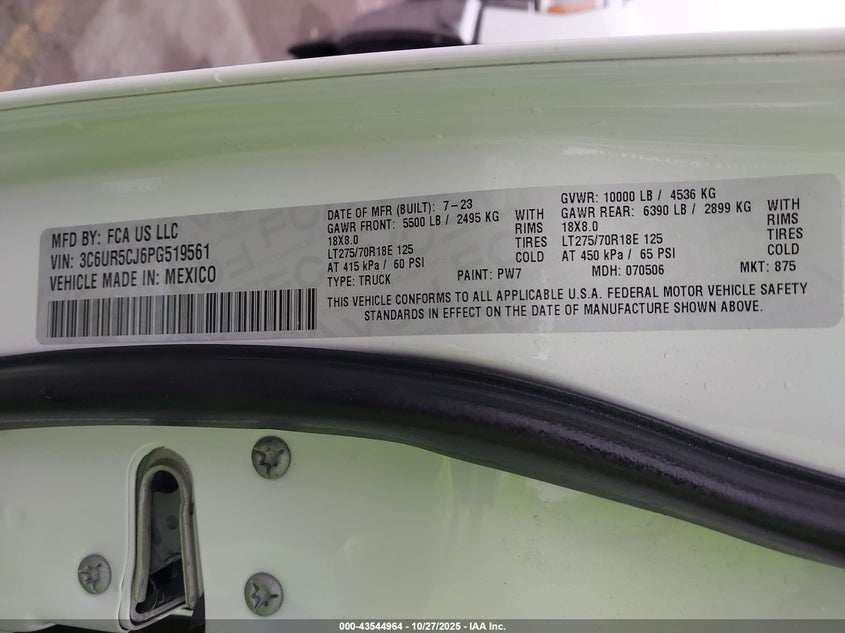 MFD BY: FCA US LLC
VIN: 3C6UR5CJ6PG519561
VEHICLE MADE IN: MEXICO
DATE OF MFR (BUILT): 7-23
GAWR FRONT: 5500 LB / 2495 KG WITH
18X8.0 RIMS
LT275/70R18E 125 TIRES
AT 415 kPa / 60 PSI COLD
TYPE: TRUCK PAINT: PW7
GVWR: 10000 LB / 4536 KG
GAWR REAR: 6390 LB / 2899 KG WITH
18X8.0 RIMS
LT275/70R18E 125 TIRES
AT 450 kPa / 65 PSI COLD
MDH: 070506 MKT: 875
THIS VEHICLE CONFORMS TO ALL APPLICABLE U.S.A. FEDERAL MOTOR VEHICLE SAFETY
STANDARDS IN EFFECT ON THE DATE OF MANUFACTURE SHOWN ABOVE.
000-43544964 - 10/27/2025 - IAA Inc.